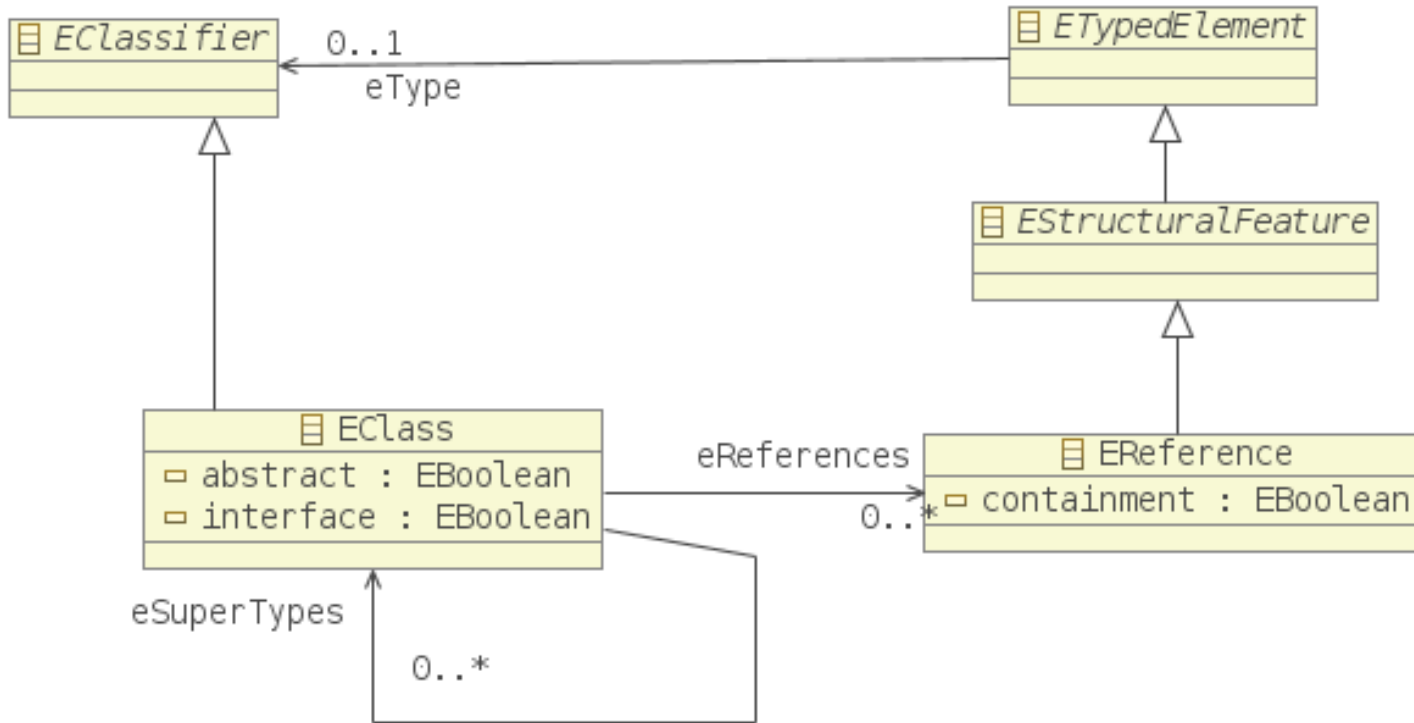 EClassifier
0..1
eType
ETypedElement
EStructuralFeature
EClass
abstract : EBoolean
interface : EBoolean
eReferences
0..*
EReference
containment : EBoolean
eSuperTypes
0..*